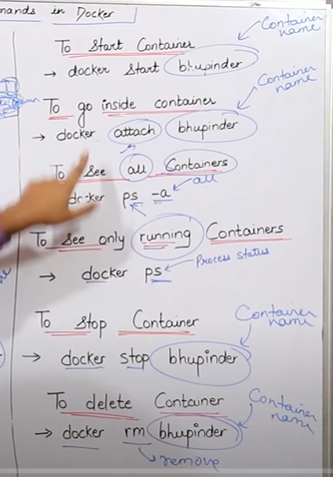 mmands in Docker
To Start Container
Container name
→ docker start bhupinder
Container name
To go inside container
→ docker attach bhupinder
To See all Containers
all
docker ps -a
To See only running Containers
→ docker ps
Process status
To Stop Container
Container name
→ docker stop bhupinder
To delete Container
Container name
→ docker rm bhupinder
remove